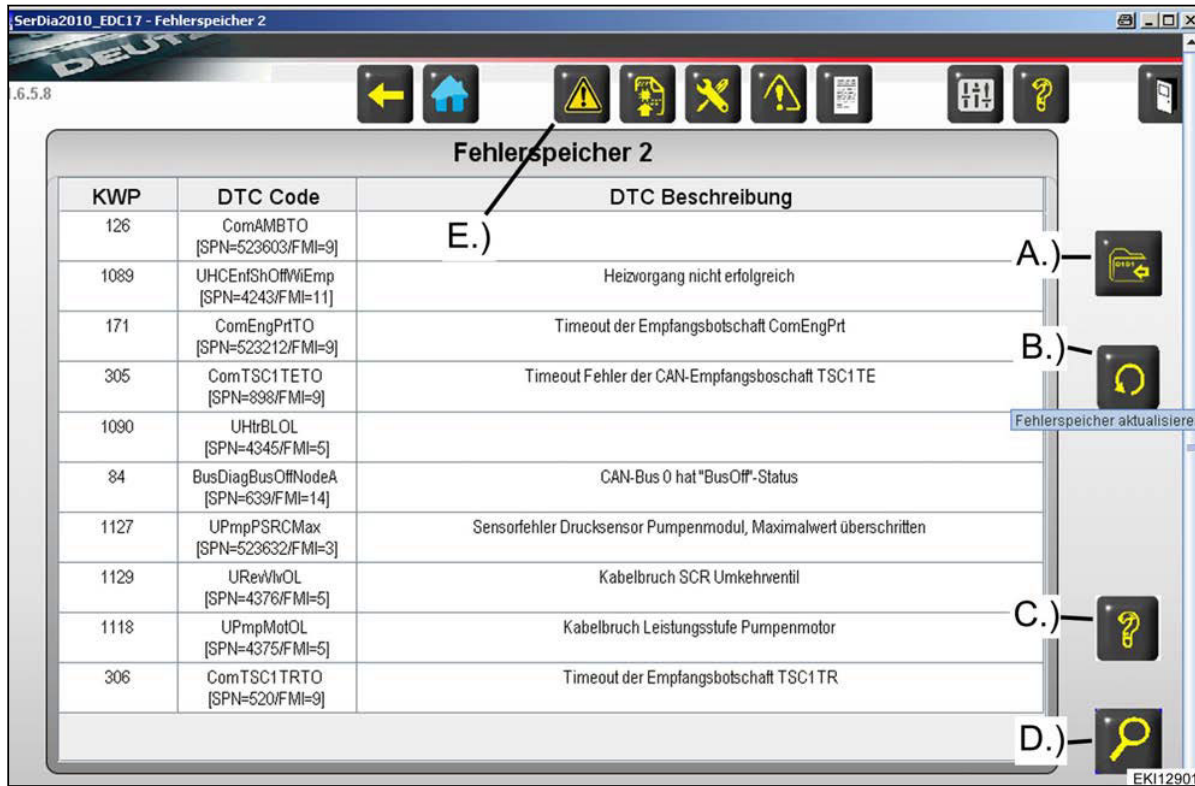 SerDia2010_EDC17 - Fehlerspeicher 2
DEUTZ
.6.5.8
Fehlerspeicher 2
KWP DTC Code DTC Beschreibung
E.)
126 ComAMBTO
[SPN=523603/FMI=9]
1089 UHCEnfShOffWiEmp Heizvorgang nicht erfolgreich
[SPN=4243/FMI=11]
171 ComEngPrtTO Timeout der Empfangsbotschaft ComEngPrt
[SPN=523212/FMI=9]
305 ComTSC1TETO Timeout Fehler der CAN-Empfangsboschaft TSC1TE
[SPN=898/FMI=9]
1090 UHtrBLOL
[SPN=4345/FMI=5]
84 BusDiagBusOffNodeA CAN-Bus 0 hat "BusOff"-Status
[SPN=639/FMI=14]
1127 UPmpPSRCMax Sensorfehler Drucksensor Pumpenmodul, Maximalwert überschritten
[SPN=523632/FMI=3]
1129 URevVlvOL Kabelbruch SCR Umkehrventil
[SPN=4376/FMI=5]
1118 UPmpMotOL Kabelbruch Leistungsstufe Pumpenmotor
[SPN=4375/FMI=5]
306 ComTSC1TRTO Timeout der Empfangsbotschaft TSC1TR
[SPN=520/FMI=9]
A.)
0101
B.)
Fehlerspeicher aktualisiere
C.)
D.)
EKI12901